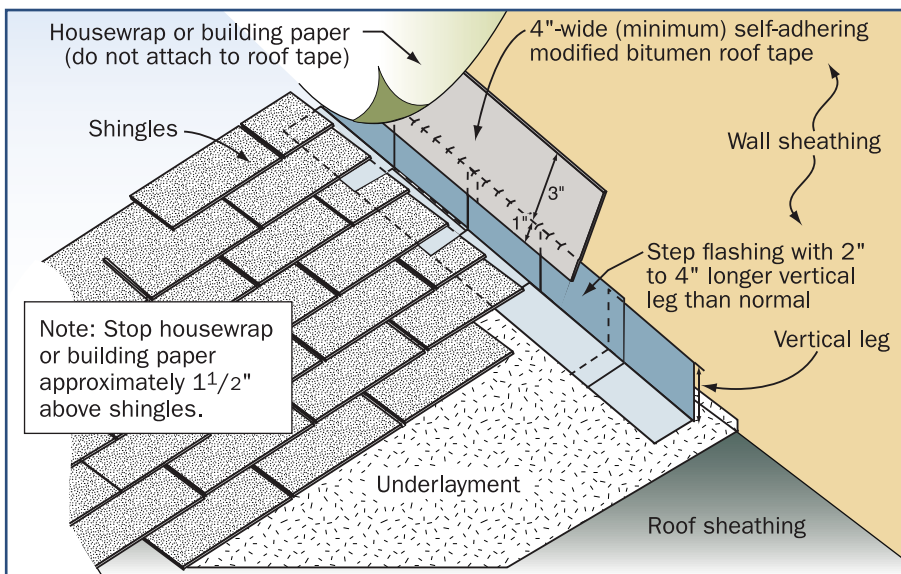 Housewrap or building paper
(do not attach to roof tape)
4"-wide (minimum) self-adhering
modified bitumen roof tape
Shingles
Wall sheathing
3"
1"
Step flashing with 2"
to 4" longer vertical
leg than normal
Note: Stop housewrap
or building paper
approximately 1 1/2"
above shingles.
Vertical leg
Underlayment
Roof sheathing